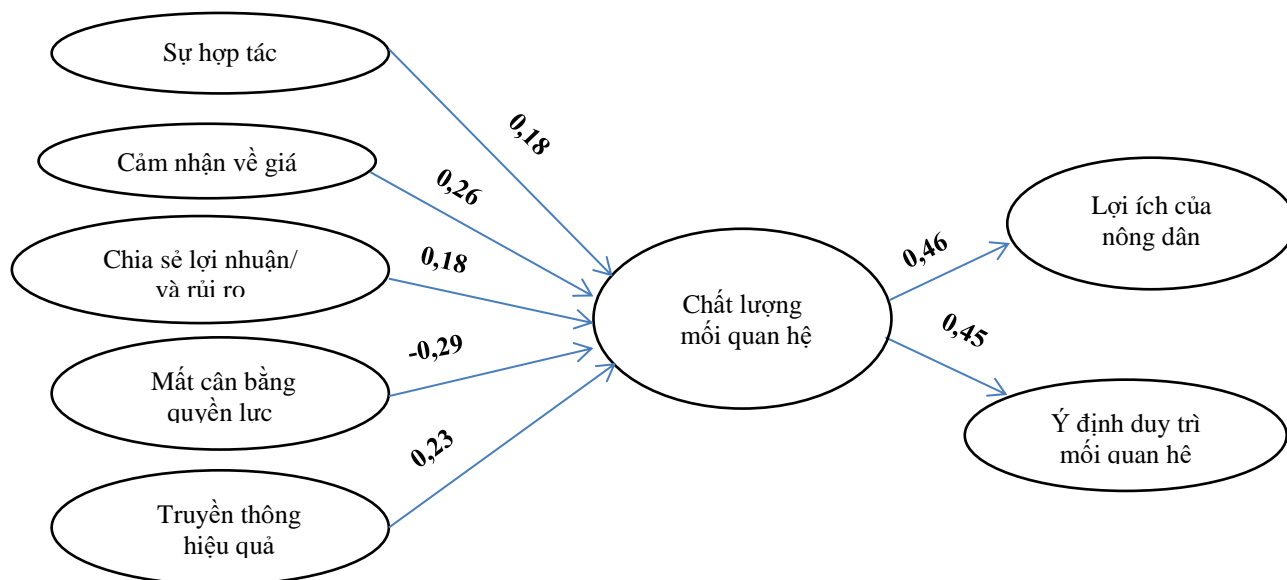 Sự hợp tác
0,18
Cảm nhận về giá
0,26
Chia sẻ lợi nhuận/
và rủi ro
0,18
Mất cân bằng
quyền lực
-0,29
Truyền thông
hiệu quả
0,23
Chất lượng
mối quan hệ
0,46
Lợi ích của
nông dân
0,45
Ý định duy trì
mối quan hệ